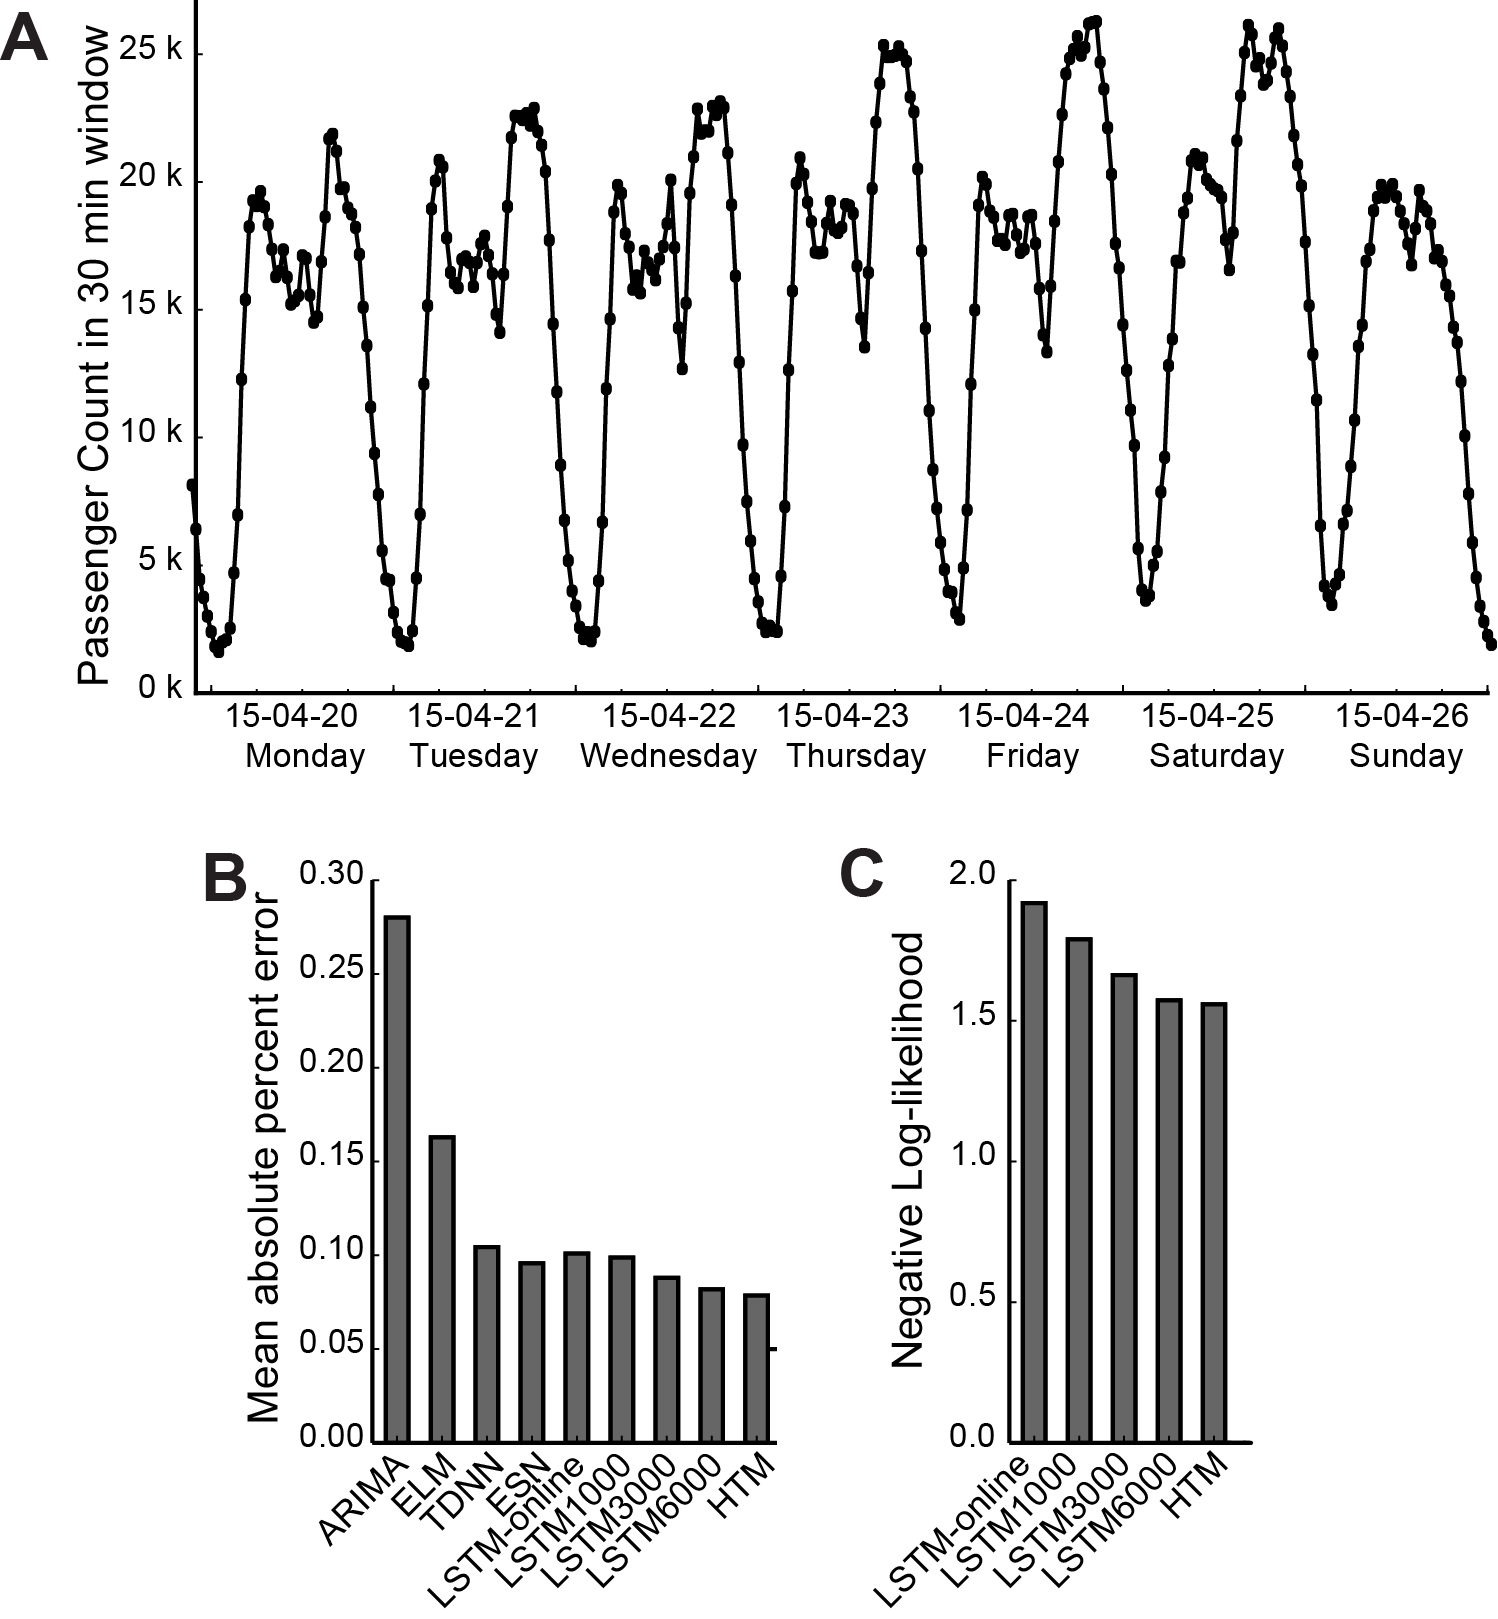 A
Passenger Count in 30 min window
25 k
20 k
15 k
10 k
5 k
0 k
15-04-20 15-04-21 15-04-22 15-04-23 15-04-24 15-04-25 15-04-26
Monday Tuesday Wednesday Thursday Friday Saturday Sunday
B
Mean absolute percent error
0.30
0.25
0.20
0.15
0.10
0.05
0.00
ARIMA
ELM
TDNN
ESN
LSTM-online
LSTM1000
LSTM3000
LSTM6000
HTM
C
Negative Log-likelihood
2.0
1.5
1.0
0.5
0.0
LSTM-online
LSTM1000
LSTM3000
LSTM6000
HTM